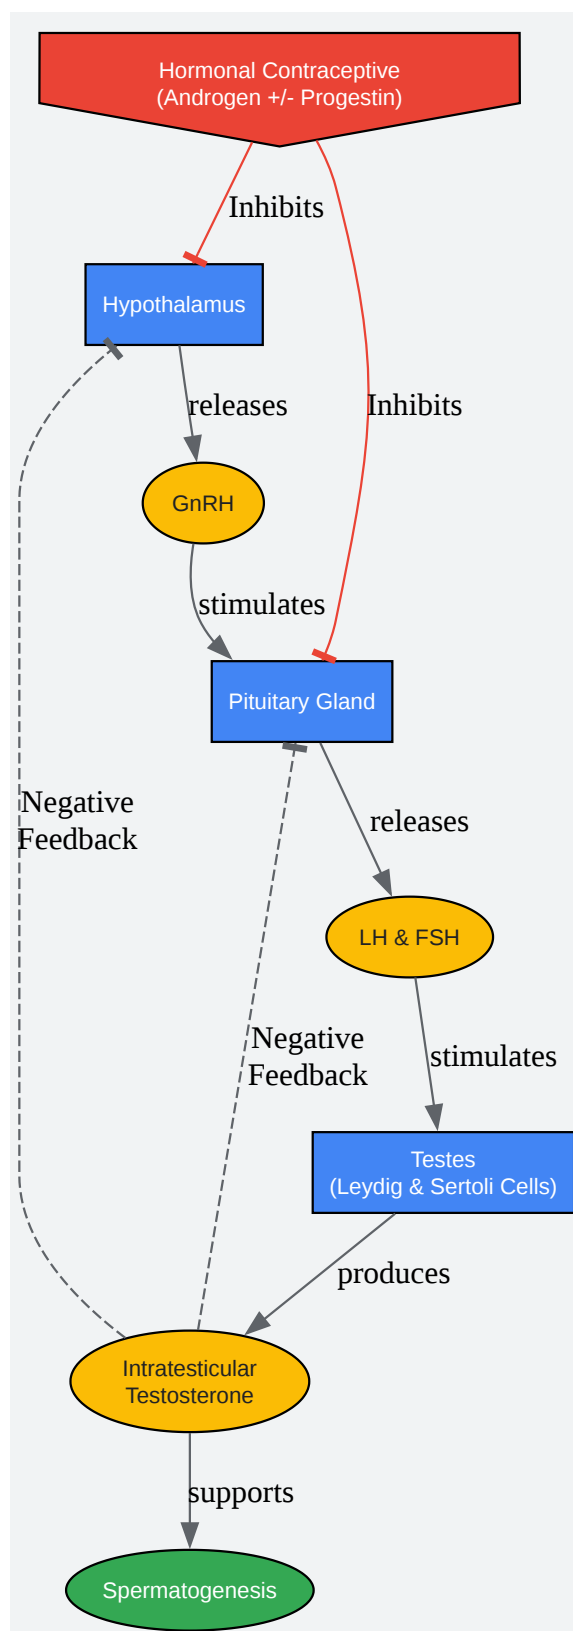 Hormonal Contraceptive
(Androgen +/- Progestin)
Inhibits
Hypothalamus
releases
Inhibits
GnRH
stimulates
Pituitary Gland
Negative
Feedback
releases
LH & FSH
Negative
Feedback
stimulates
Testes
(Leydig & Sertoli Cells)
produces
Intratesticular
Testosterone
supports
Spermatogenesis